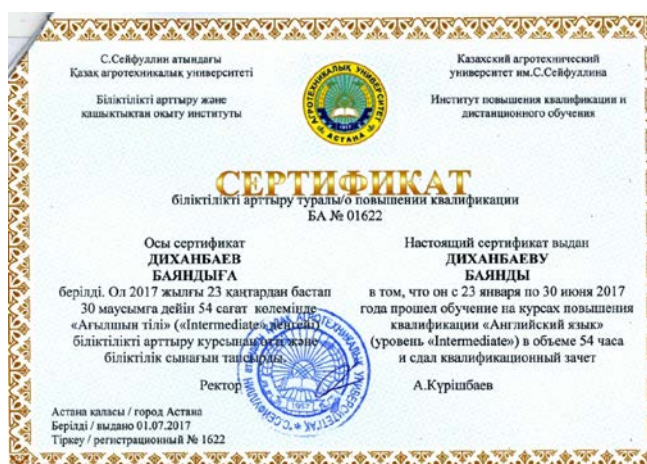 С.Сейфуллин атындағы
Қазақ агротехникалық университеті
Біліктілікті арттыру және
қашықтықтан оқыту институты
АГРОТЕХНИКАЛЫҚ УНИВЕРСИТЕТ
1957
АСТАНА
Казахский агротехнический
университет им.С.Сейфуллина
Институт повышения квалификации и
дистанционного обучения
СЕРТИФИКАТ
біліктілікті арттыру туралы/о повышении квалификации
БА № 01622
Осы сертификат
ДИХАНБАЕВ
БАЯНДЫҒА
берілді. Ол 2017 жылғы 23 қаңтардан бастап
30 маусымға дейін 54 сағат көлемінде
«Ағылшын тілі» («Intermediate» деңгейі)
біліктілікті арттыру курсынан өтті және
біліктілік сынағын тапсырды.
Настоящий сертификат выдан
ДИХАНБАЕВУ
БАЯНДЫ
в том, что он с 23 января по 30 июня 2017
года прошел обучение на курсах повышения
квалификации «Английский язык»
(уровень «Intermediate») в объеме 54 часа
и сдал квалификационный зачет
Ректор
А.Күрішбаев
Астана қаласы / город Астана
Берілді / выдано 01.07.2017
Тіркеу / регистрационный № 1622